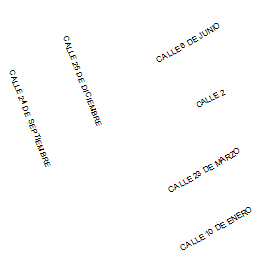 CALLE 6 DE JUNIO
CALLE 25 DE DICIEMBRE
CALLE 24 DE SEPTIEMBRE
CALLE 2
CALLE 28 DE MARZO
CALLE 10 DE ENERO